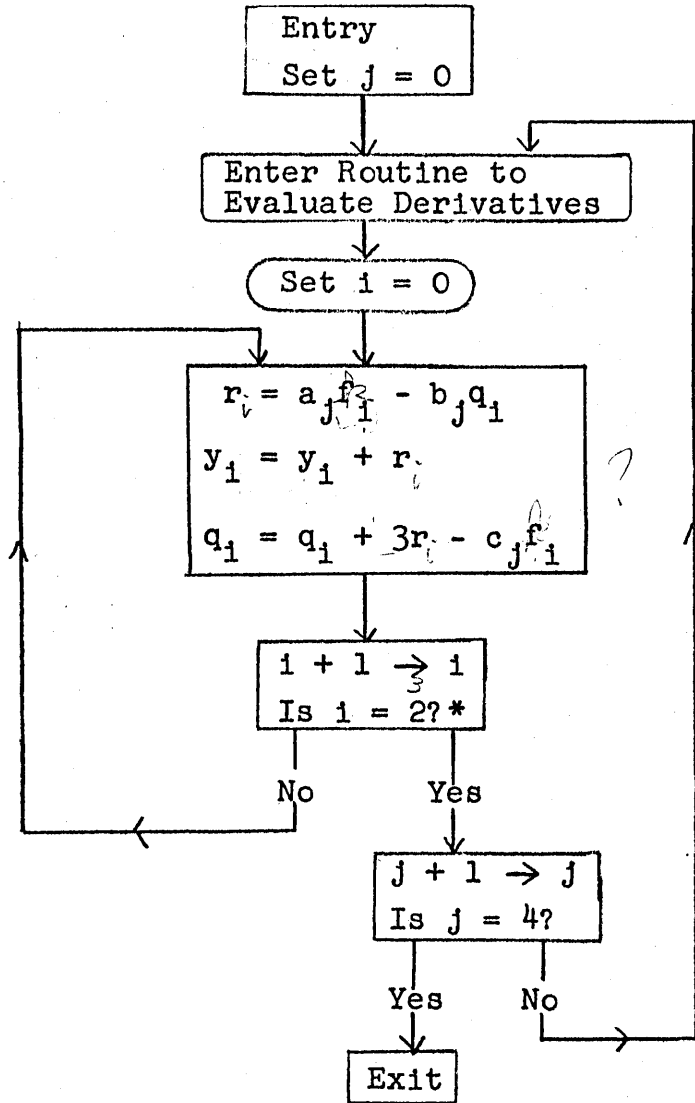 Entry
Set j = 0
Enter Routine to
Evaluate Derivatives
Set i = 0
r_i = a_j f_i - b_j q_i
y_i = y_i + r_i
?
q_i = q_i + 3r_i - c_j f_i
i + 1 → i
3
Is i = 2? *
No Yes
j + 1 → j
Is j = 4?
Yes No
Exit